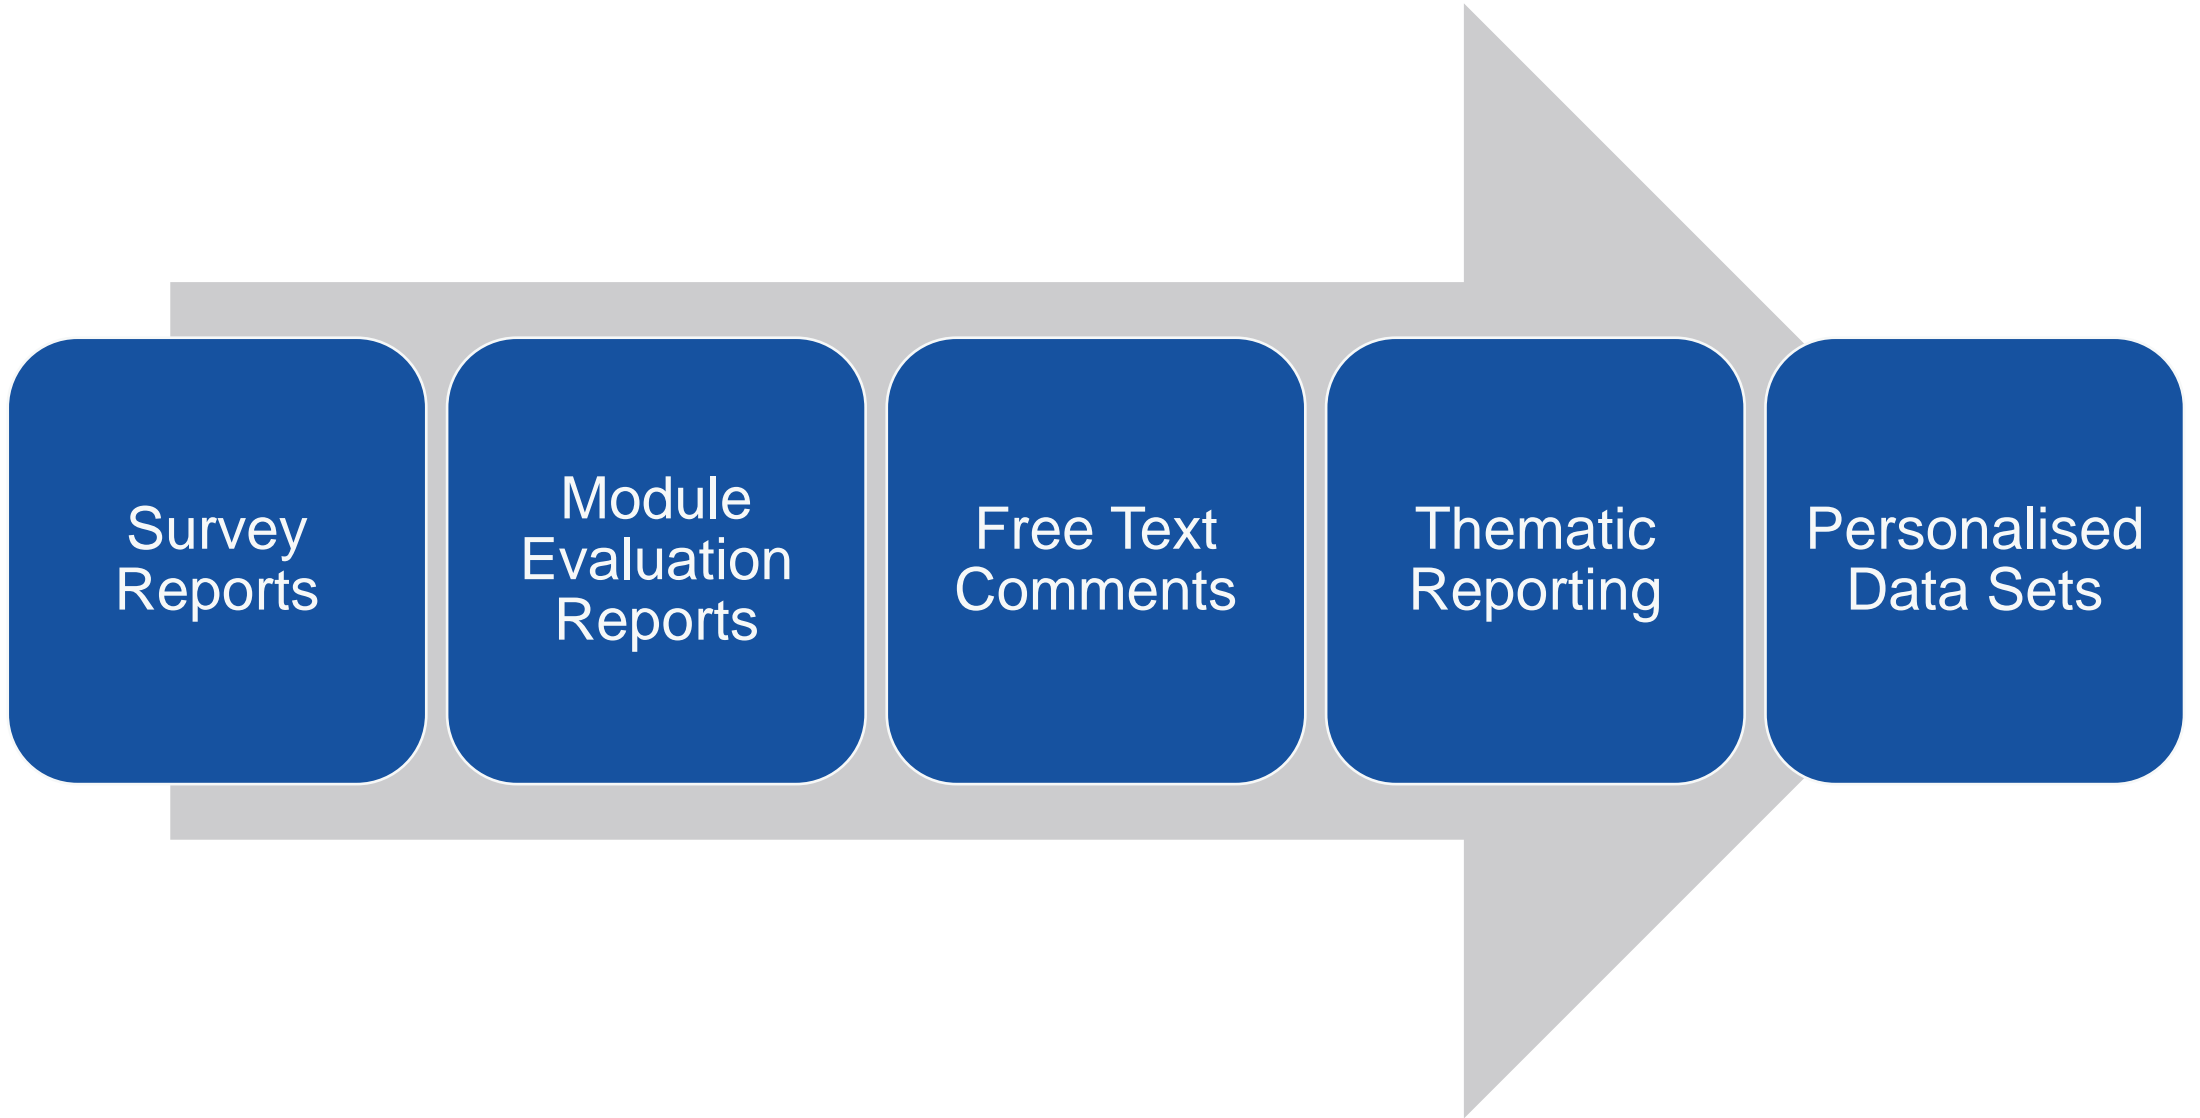 Survey
Reports
Module
Evaluation
Reports
Free Text
Comments
Thematic
Reporting
Personalised
Data Sets